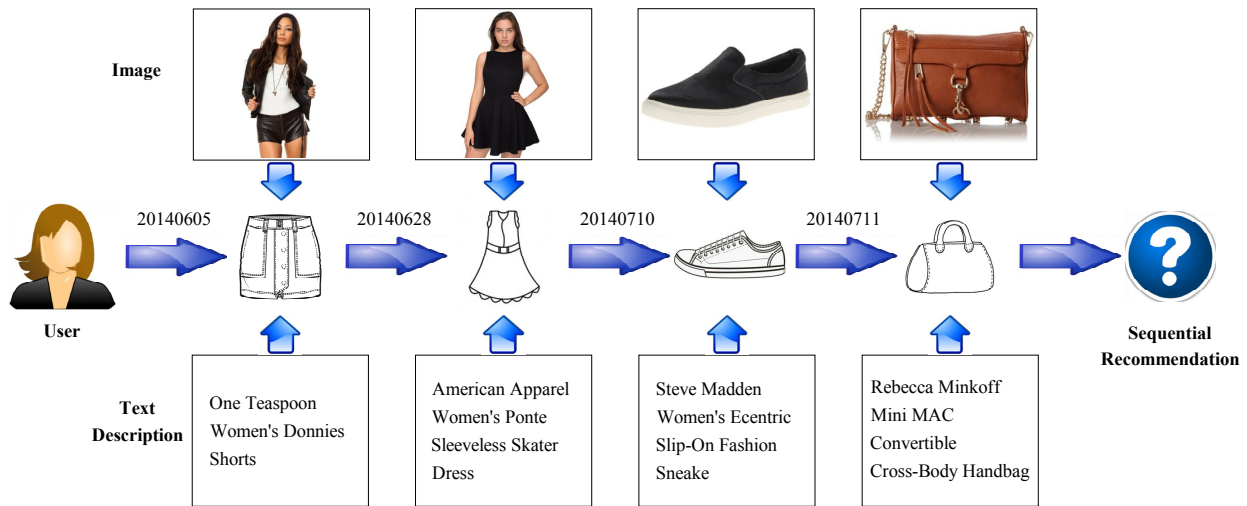 Image
20140605
20140628
20140710
20140711
User
Sequential
Recommendation
Text
Description
One Teaspoon
Women's Donnies
Shorts
American Apparel
Women's Ponte
Sleeveless Skater
Dress
Steve Madden
Women's Ecentric
Slip-On Fashion
Sneake
Rebecca Minkoff
Mini MAC
Convertible
Cross-Body Handbag